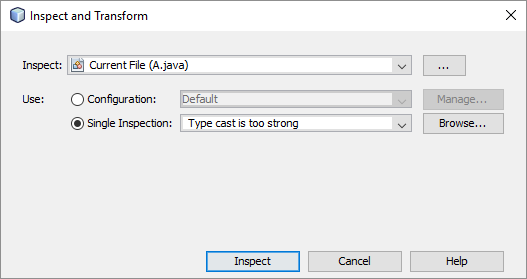 Inspect and Transform
Inspect: Current File (A.java) ...
Use: Configuration: Default Manage...
Single Inspection: Type cast is too strong Browse...
Inspect Cancel Help